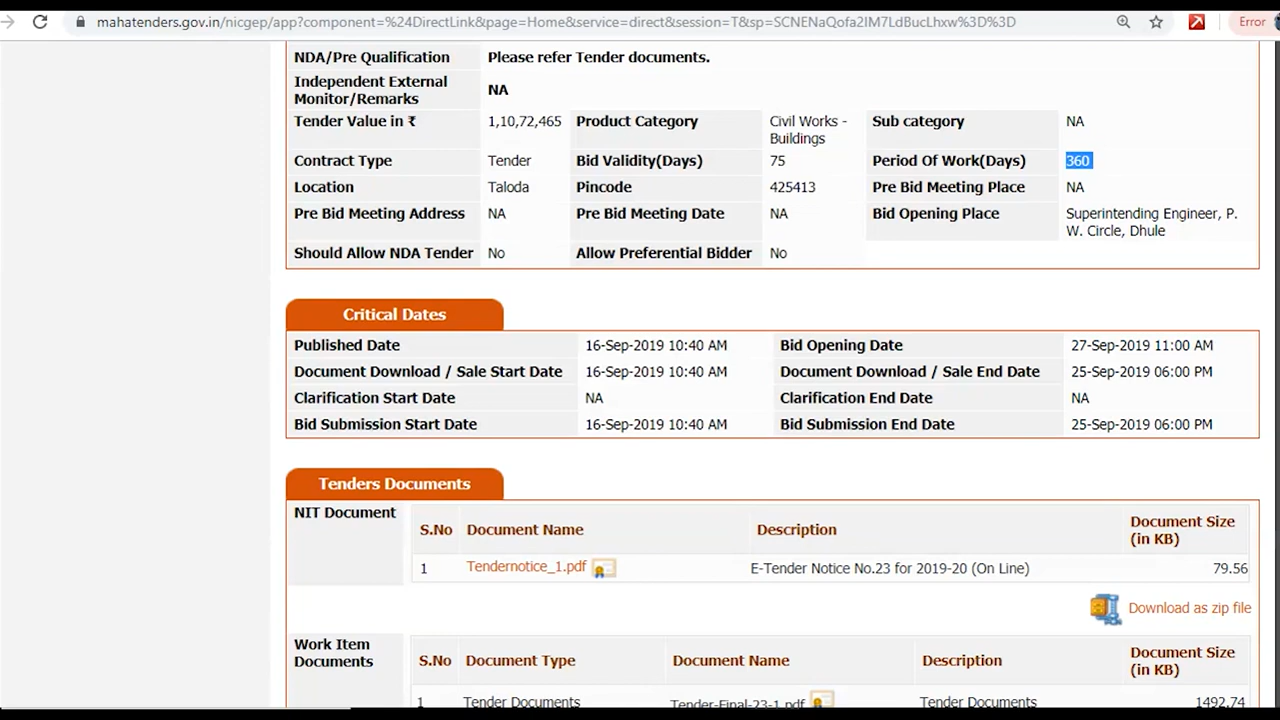 mahatenders.gov.in/nicgep/app?component=%24DirectLink&page=Home&service=direct&session=T&sp=SCNENaQofa2IM7LdBucLhxw%3D%3D
Error
NDA/Pre Qualification Please refer Tender documents.
Independent External Monitor/Remarks NA
Tender Value in ₹ 1,10,72,465 Product Category Civil Works - Buildings Sub category NA
Contract Type Tender Bid Validity(Days) 75 Period Of Work(Days) 360
Location Taloda Pincode 425413 Pre Bid Meeting Place NA
Pre Bid Meeting Address NA Pre Bid Meeting Date NA Bid Opening Place Superintending Engineer, P. W. Circle, Dhule
Should Allow NDA Tender No Allow Preferential Bidder No
Critical Dates
Published Date 16-Sep-2019 10:40 AM Bid Opening Date 27-Sep-2019 11:00 AM
Document Download / Sale Start Date 16-Sep-2019 10:40 AM Document Download / Sale End Date 25-Sep-2019 06:00 PM
Clarification Start Date NA Clarification End Date NA
Bid Submission Start Date 16-Sep-2019 10:40 AM Bid Submission End Date 25-Sep-2019 06:00 PM
Tenders Documents
NIT Document
S.No Document Name Description Document Size (in KB)
1 Tendernotice_1.pdf E-Tender Notice No.23 for 2019-20 (On Line) 79.56
Download as zip file
Work Item Documents
S.No Document Type Document Name Description Document Size (in KB)
1 Tender Documents Tender-Final-23-1.pdf Tender Documents 1492.74